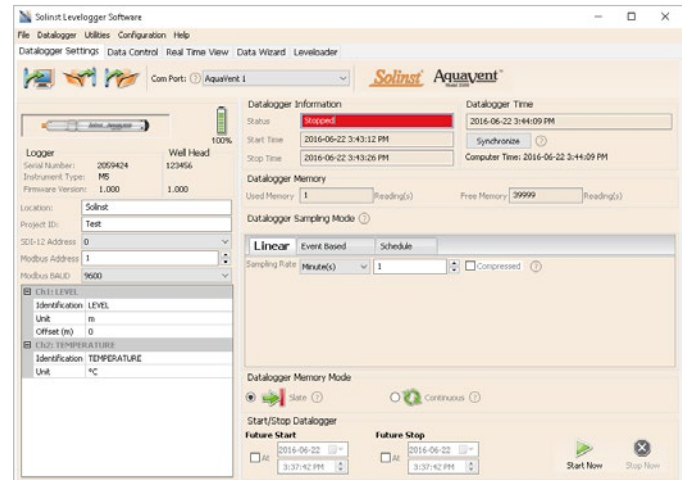 Solinst Levelogger Software
File Datalogger Utilities Configuration Help
Datalogger Settings Data Control Real Time View Data Wizard Leveloader
Com Port: AquaVent 1
Solinst Aquavent
Datalogger Information
Status Stopped
Start Time 2016-06-22 3:43:12 PM
Stop Time 2016-06-22 3:43:26 PM
Datalogger Time
2016-06-22 3:44:09 PM
Synchronize
Computer Time: 2016-06-22 3:44:09 PM
100%
Logger Well Head
Serial Number: 2059424 123456
Instrument Type: M5
Firmware Version: 1.000 1.000
Location: Solinst
Project ID: Test
SDI-12 Address 0
Modbus Address 1
Modbus BAUD 9600
Ch1: LEVEL
Identification LEVEL
Unit m
Offset (m) 0
Ch2: TEMPERATURE
Identification TEMPERATURE
Unit °C
Datalogger Memory
Used Memory 1 Reading(s) Free Memory 39999 Reading(s)
Datalogger Sampling Mode
Linear Event Based Schedule
Sampling Rate Minute(s) 1 Compressed
Datalogger Memory Mode
Slate Continuous
Start/Stop Datalogger
Future Start
At 2016-06-22
3:37:42 PM
Future Stop
At 2016-06-22
3:37:42 PM
Start Now Stop Now